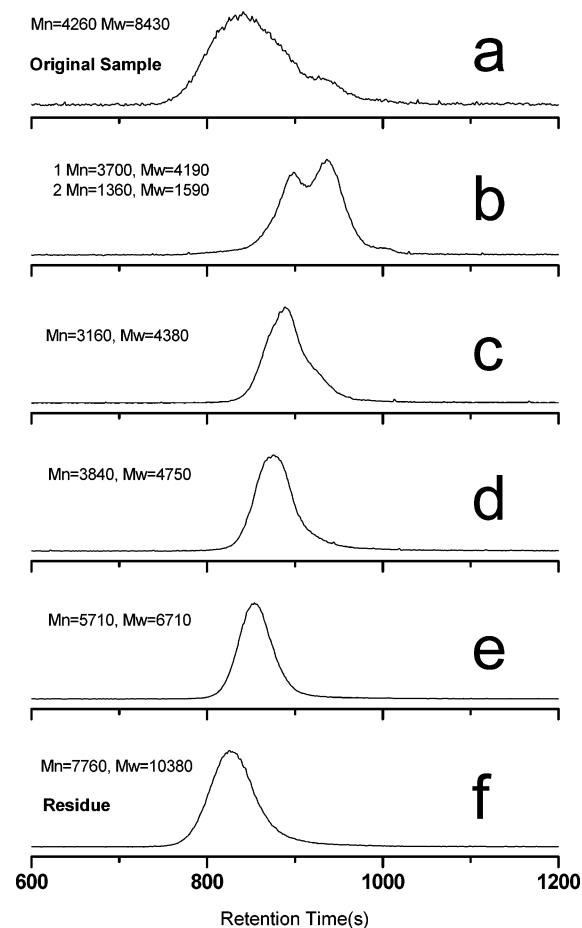 Mn=4260 Mw=8430
Original Sample
a
1 Mn=3700, Mw=4190
2 Mn=1360, Mw=1590
b
Mn=3160, Mw=4380
c
Mn=3840, Mw=4750
d
Mn=5710, Mw=6710
e
Mn=7760, Mw=10380
Residue
f
600 800 1000 1200
Retention Time(s)